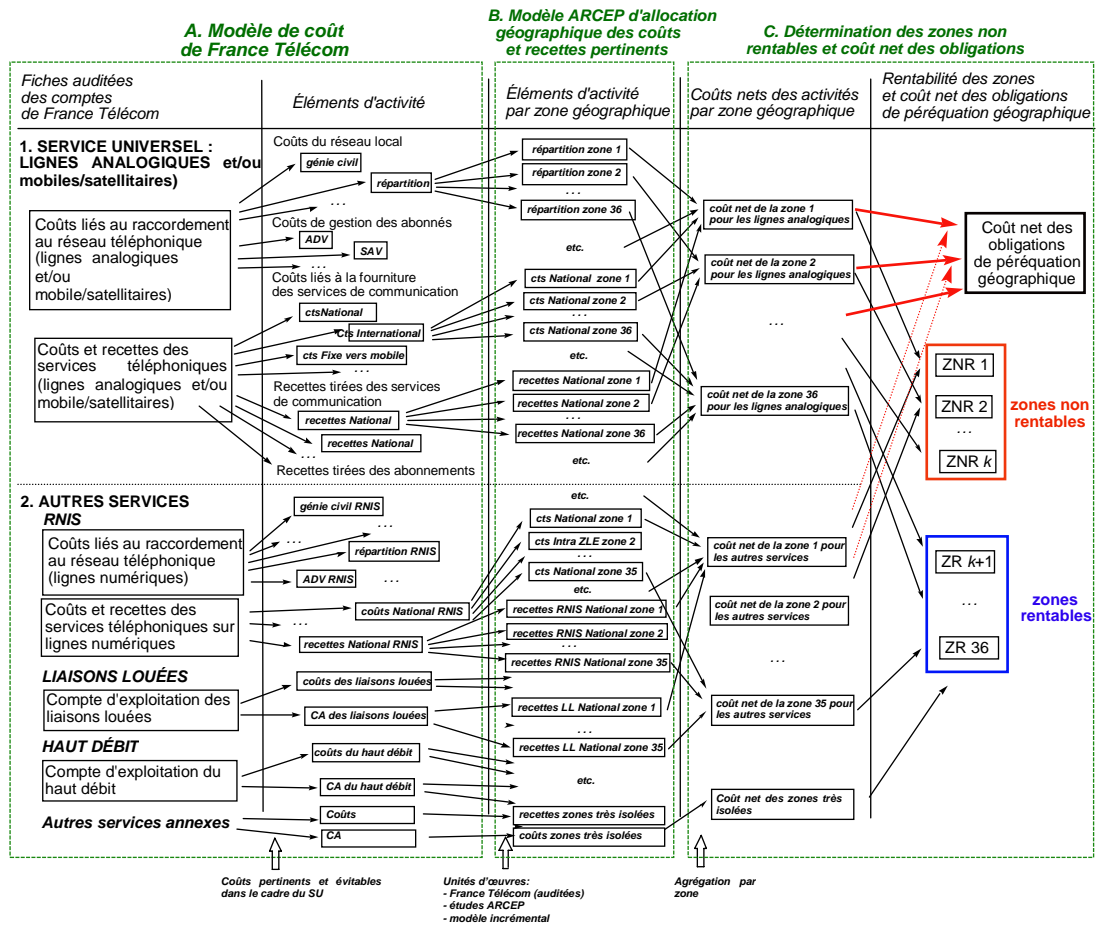 A. Modèle de coût
de France Télécom
B. Modèle ARCEP d'allocation
géographique des coûts
et recettes pertinents
C. Détermination des zones non
rentables et coût net des obligations
Fiches auditées
des comptes
de France Télécom
Éléments d'activité
Éléments d'activité
par zone géographique
Coûts nets des activités
par zone géographique
Rentabilité des zones
et coût net des obligations
de péréquation géographique
1. SERVICE UNIVERSEL :
LIGNES ANALOGIQUES et/ou
mobiles/satellitaires)
Coûts liés au raccordement
au réseau téléphonique
(lignes analogiques
et/ou
mobile/satellitaires)
Coûts et recettes des
services téléphoniques
(lignes analogiques et/ou
mobile/satellitaires)
Coûts du réseau local
génie civil
répartition
...
Coûts de gestion des abonnés
ADV
SAV
...
Coûts liés à la fourniture
des services de communication
ctsNational
Cts International
cts Fixe vers mobile
...
Recettes tirées des services
de communication
recettes National
recettes National
...
Recettes tirées des abonnements
répartition zone 1
répartition zone 2
...
répartition zone 36
etc.
cts National zone 1
cts National zone 2
...
cts National zone 36
etc.
recettes National zone 1
recettes National zone 2
...
recettes National zone 36
etc.
coût net de la zone 1
pour les lignes analogiques
coût net de la zone 2
pour les lignes analogiques
...
coût net de la zone 36
pour les lignes analogiques
Coût net des
obligations
de péréquation
géographique
ZNR 1
ZNR 2
...
ZNR k
zones non
rentables
2. AUTRES SERVICES
RNIS
Coûts liés au raccordement
au réseau téléphonique
(lignes numériques)
Coûts et recettes des
services téléphoniques sur
lignes numériques
LIAISONS LOUÉES
Compte d'exploitation des
liaisons louées
HAUT DÉBIT
Compte d'exploitation du
haut débit
Autres services annexes
génie civil RNIS
...
...
répartition RNIS
ADV RNIS
...
coûts National RNIS
...
recettes National RNIS
coûts des liaisons louées
CA des liaisons louées
coûts du haut débit
CA du haut débit
Coûts
CA
etc.
cts National zone 1
cts Intra ZLE zone 2
cts National zone 35
etc.
recettes RNIS National zone 1
recettes RNIS National zone 2
...
recettes RNIS National zone 35
recettes LL National zone 1
...
recettes LL National zone 35
etc.
recettes zones très isolées
coûts zones très isolées
coût net de la zone 1 pour
les autres services
coût net de la zone 2 pour
les autres services
...
coût net de la zone 35 pour
les autres services
Coût net des zones très
isolées
ZR k+1
...
ZR 36
zones
rentables
Coûts pertinents et évitables
dans le cadre du SU
Unités d'œuvres:
- France Télécom (auditées)
- études ARCEP
- modèle incrémental
Agrégation par
zone